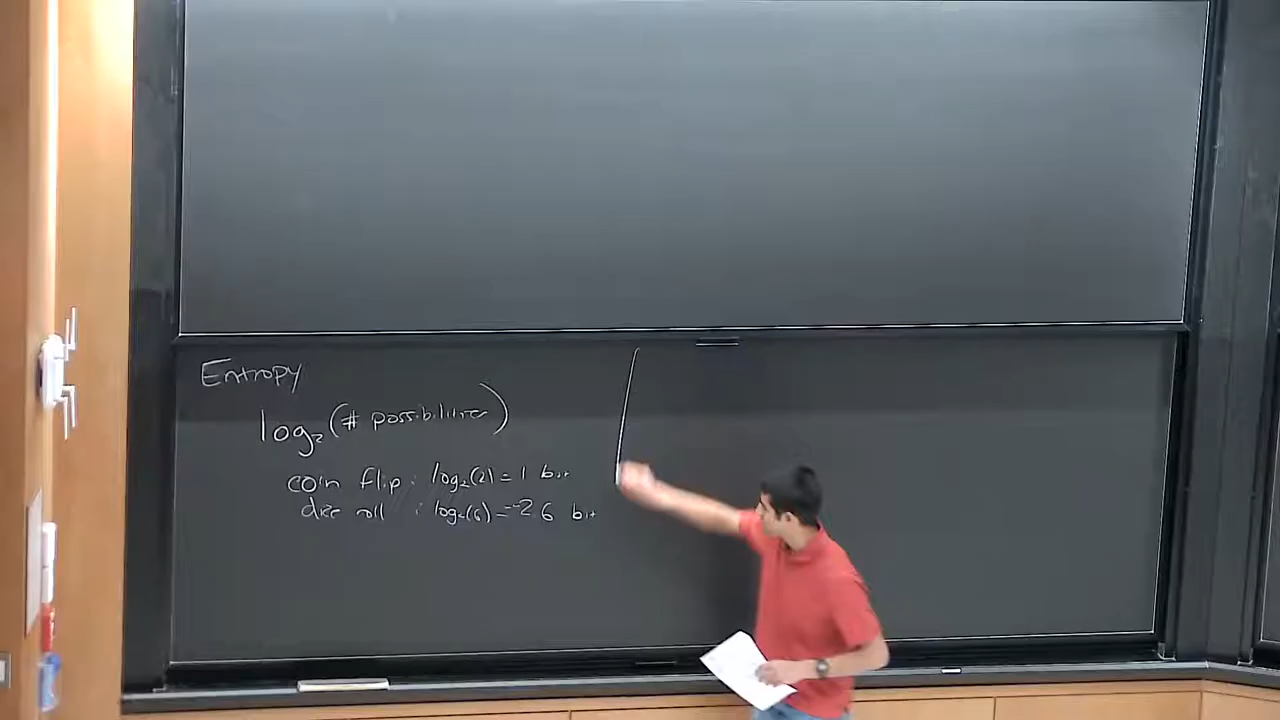 Entropy
log₂(# possibilities)
coin flip: log₂(2) = 1 bit
dice roll : log₂(6) = ~2.6 bit